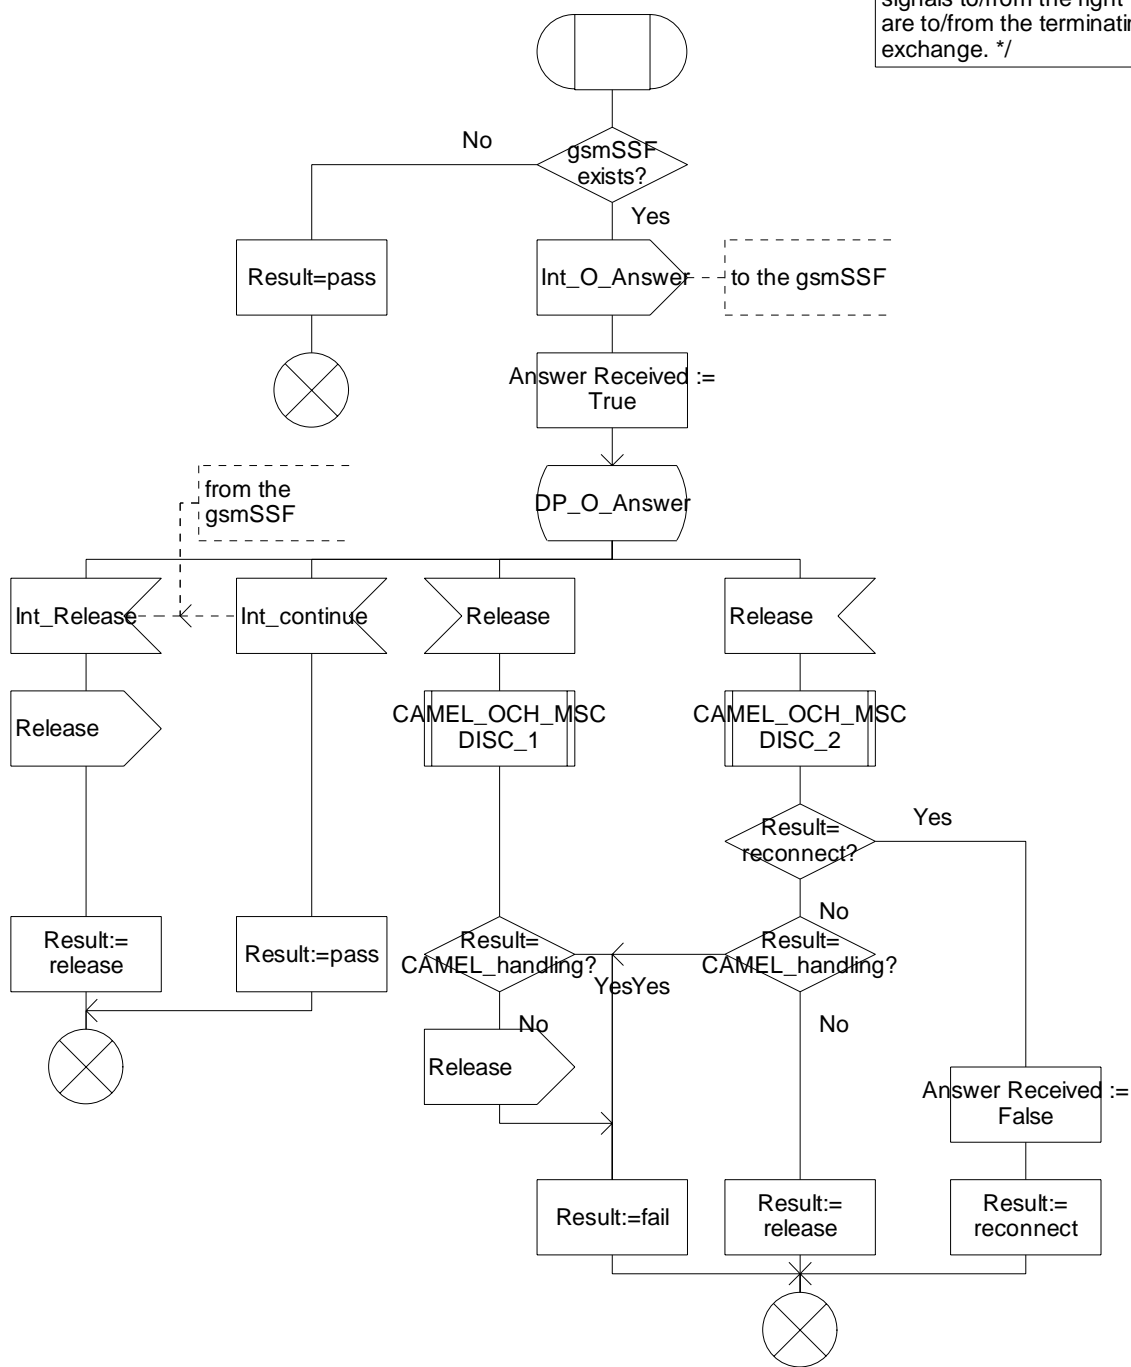 signals to/from the right
are to/from the terminating
exchange. */
No
gsmSSF
exists?
Yes
Result=pass
Int_O_Answer
to the gsmSSF
Answer Received :=
True
from the
gsmSSF
DP_O_Answer
Int_Release
Int_continue
Release
Release
Release
CAMEL_OCH_MSC
DISC_1
CAMEL_OCH_MSC
DISC_2
Result=
reconnect?
Yes
No
Result:=
release
Result:=pass
Result=
CAMEL_handling?
Result=
CAMEL_handling?
YesYes
No
No
Release
Answer Received :=
False
Result:=fail
Result:=
release
Result:=
reconnect